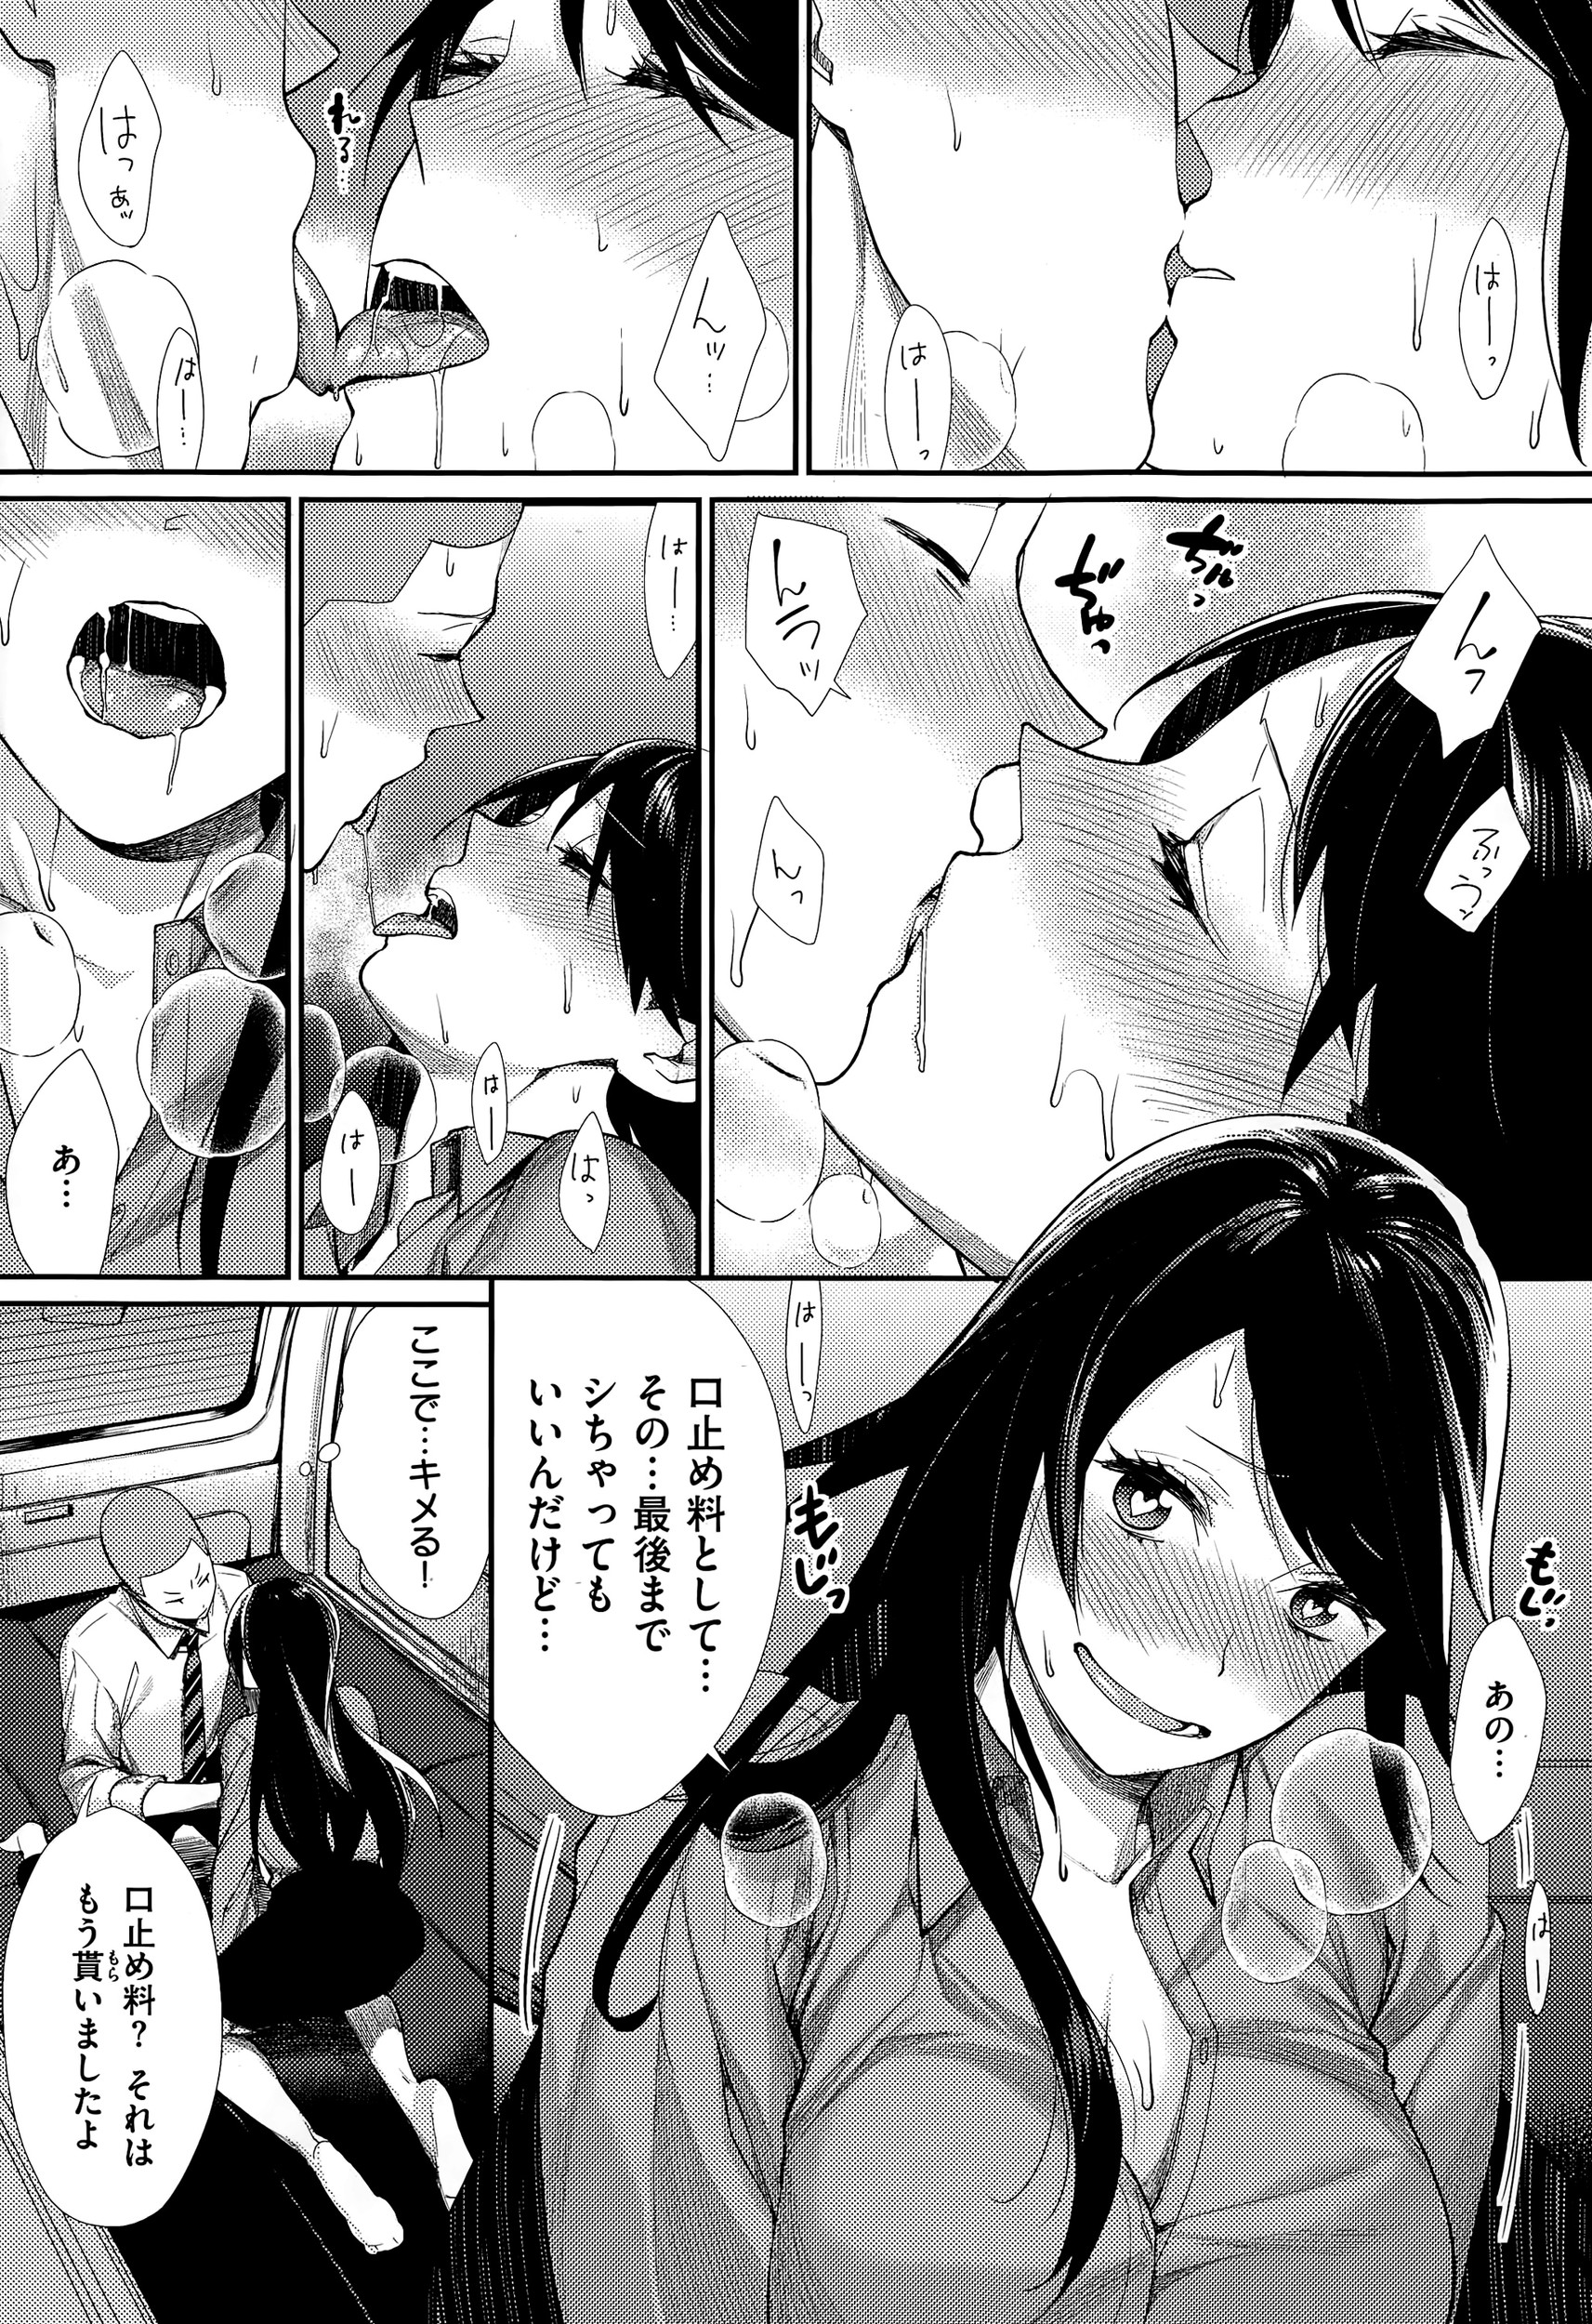 はーっ
はーっ
んッ…
れる…
はっ
あッ
はー…
んっ
ぢゅっ
ぢゅっ
んうッ
ふっうッ
んっ
はー…
はー
はっ
はー
あ…
あの…
もじっ
もじっ
はー
はーっ
口止め料として…
その…最後まで
シちゃっても
いいんだけど…
ここで…キメる！
口止め料？それは
もう貰いましたよ
もら